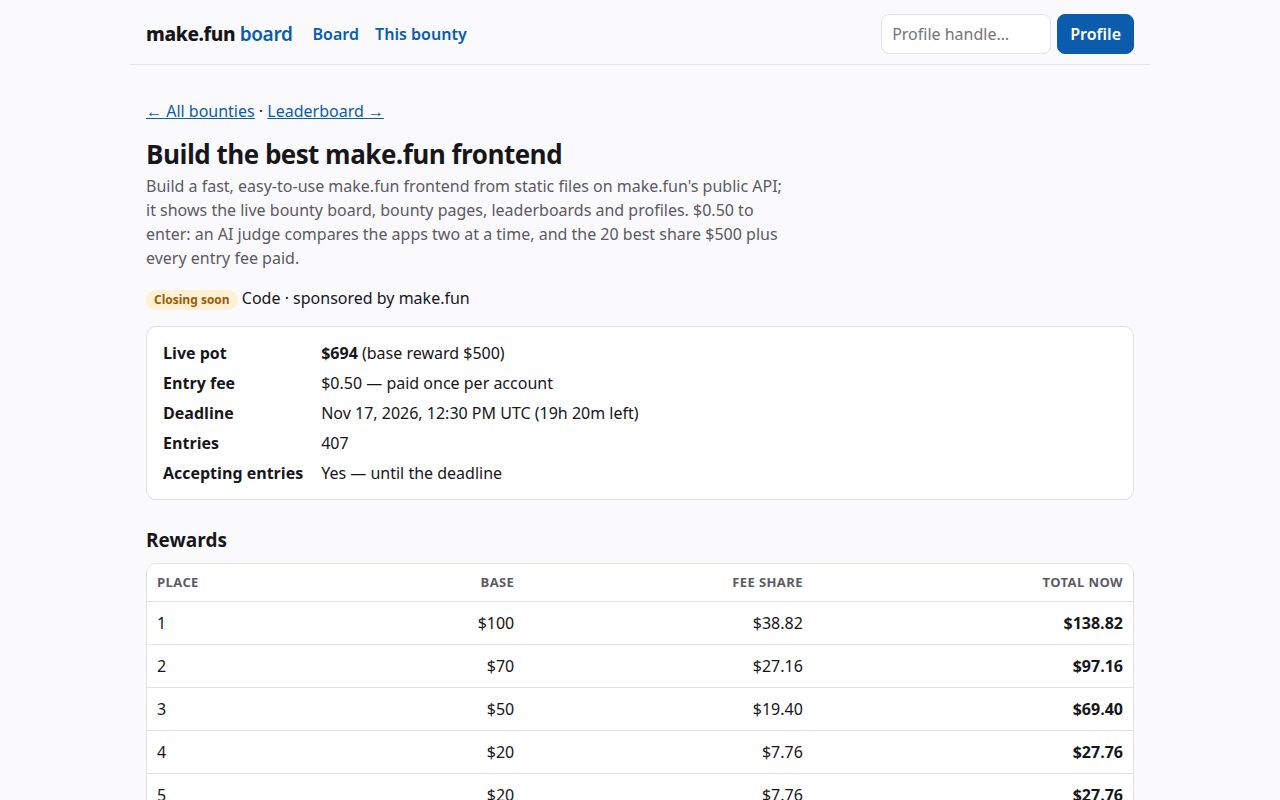 make.fun board Board This bounty Profile handle... Profile
← All bounties · Leaderboard →
Build the best make.fun frontend
Build a fast, easy-to-use make.fun frontend from static files on make.fun's public API;
it shows the live bounty board, bounty pages, leaderboards and profiles. $0.50 to
enter: an AI judge compares the apps two at a time, and the 20 best share $500 plus
every entry fee paid.
Closing soon Code · sponsored by make.fun
Live pot $694 (base reward $500)
Entry fee $0.50 — paid once per account
Deadline Nov 17, 2026, 12:30 PM UTC (19h 20m left)
Entries 407
Accepting entries Yes — until the deadline
Rewards
PLACE BASE FEE SHARE TOTAL NOW
1 $100 $38.82 $138.82
2 $70 $27.16 $97.16
3 $50 $19.40 $69.40
4 $20 $7.76 $27.76
5 $20 $7.76 $27.76